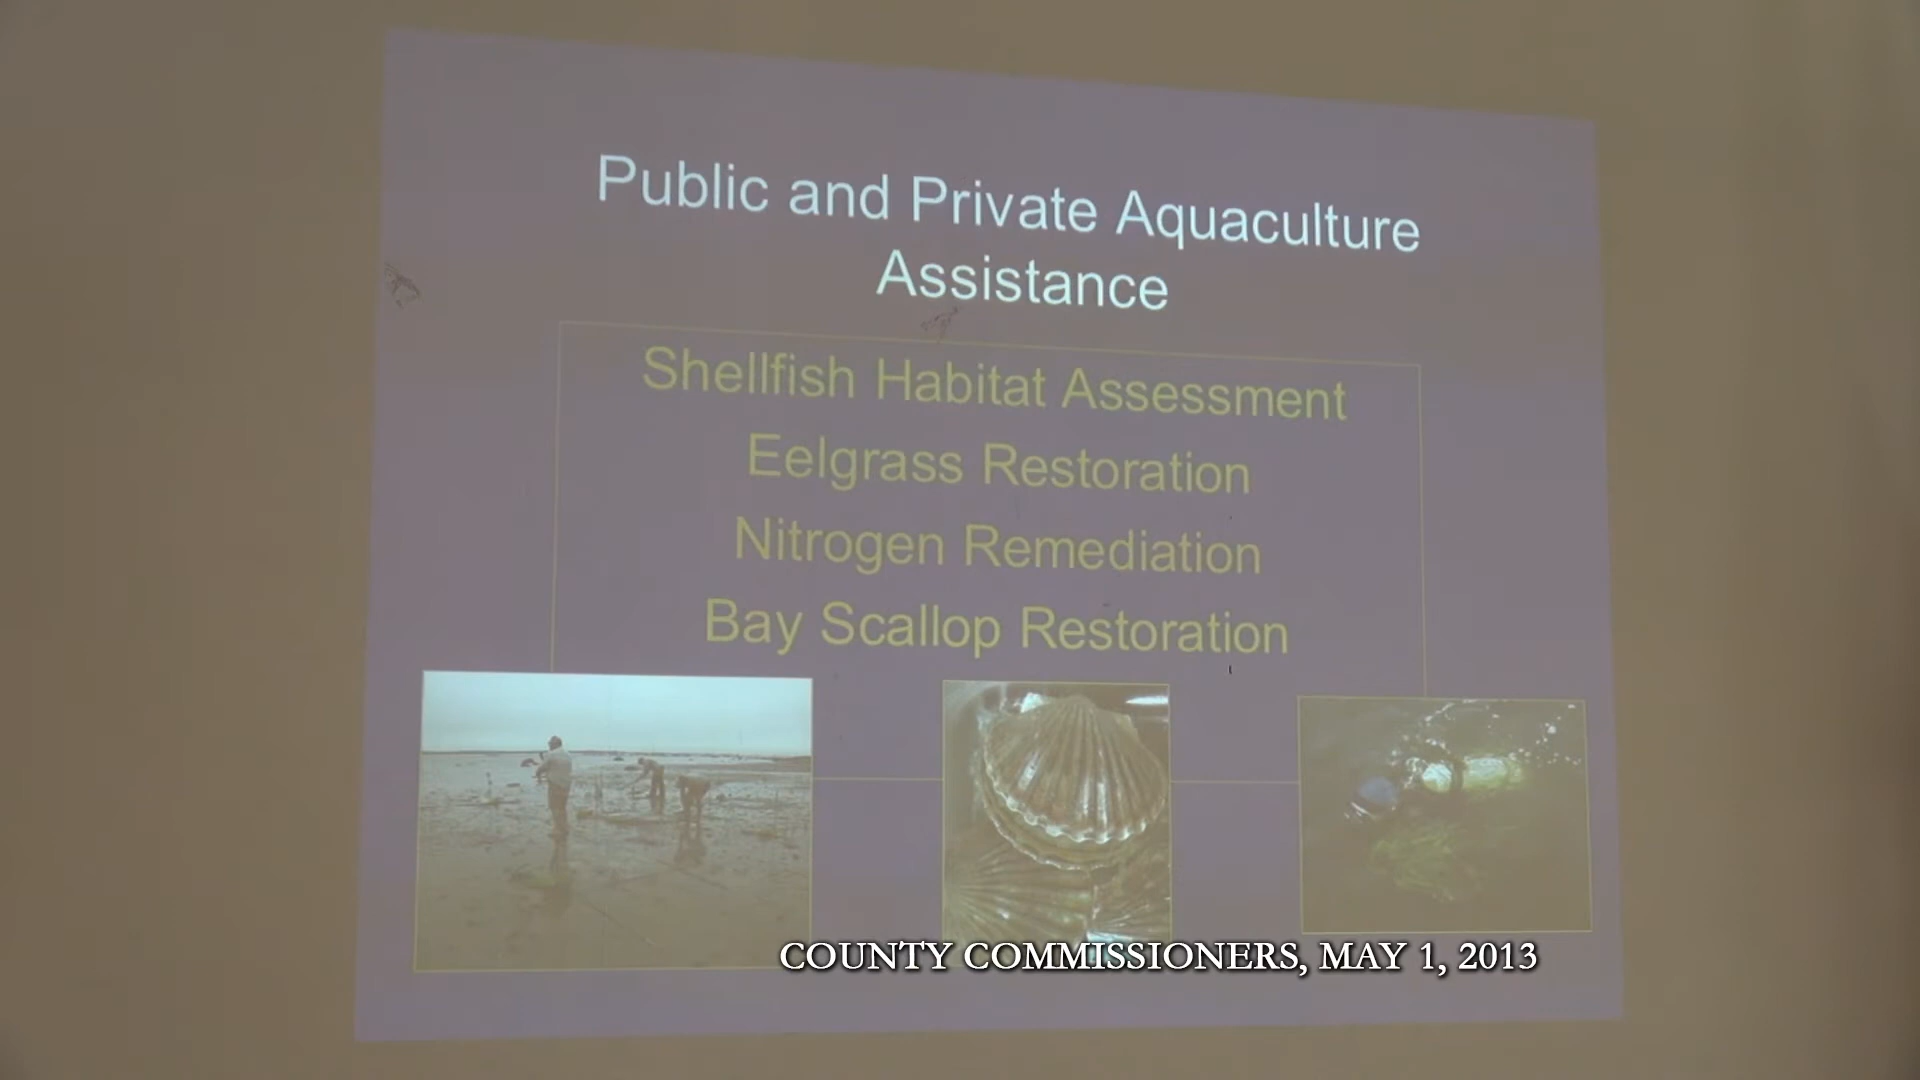 Public and Private Aquaculture
Assistance
Shellfish Habitat Assessment
Eelgrass Restoration
Nitrogen Remediation
Bay Scallop Restoration
COUNTY COMMISSIONERS, MAY 1, 2013